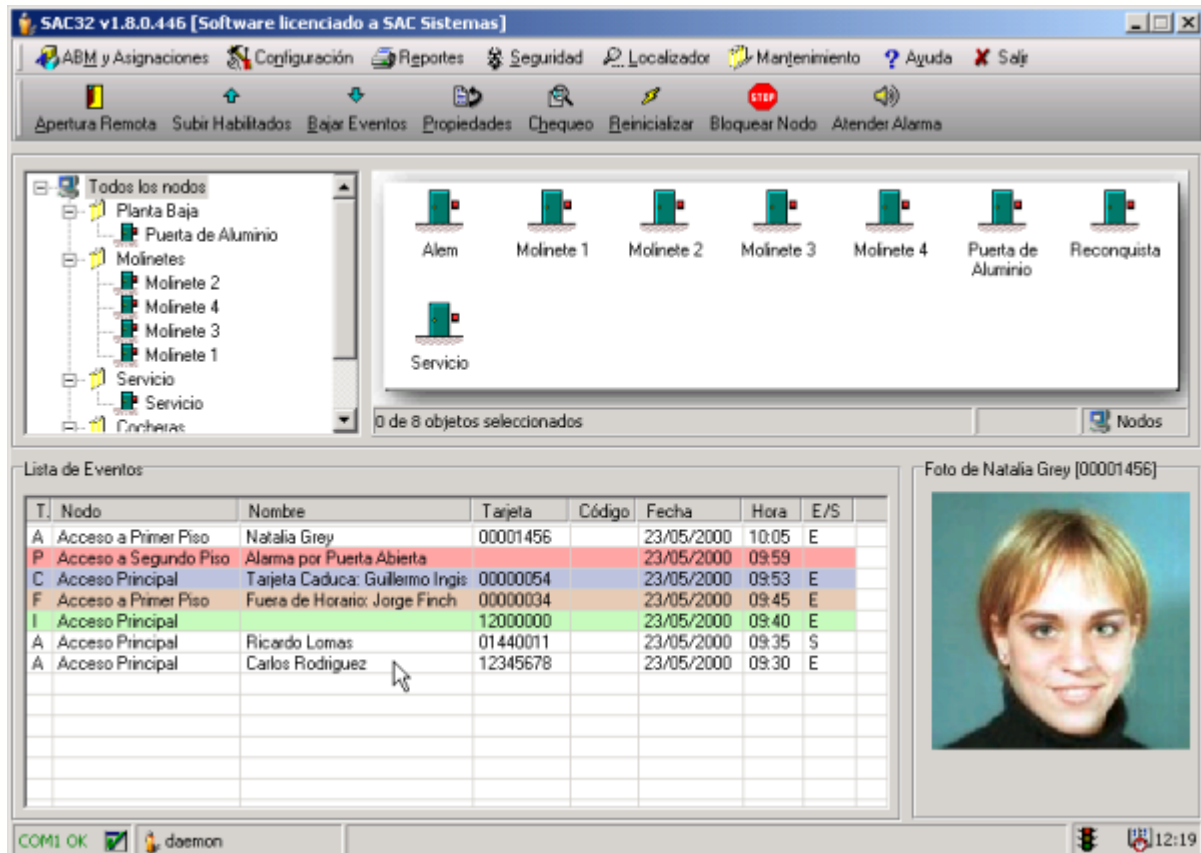 SAC32 v1.8.0.446 [Software licenciado a SAC Sistemas]
ABM y Asignaciones Configuración Reportes Seguridad Localizador Mantenimiento Ayuda Salir
STOP
Apertura Remota Subir Habilitados Bajar Eventos Propiedades Chequeo Reinicializar Bloquear Nodo Atender Alarma
Todos los nodos
Planta Baja
Puerta de Aluminio
Molinetes
Molinete 2
Molinete 4
Molinete 3
Molinete 1
Servicio
Servicio
Cocheras
Alem Molinete 1 Molinete 2 Molinete 3 Molinete 4 Puerta de Aluminio Reconquista
Servicio
0 de 8 objetos seleccionados Nodos
Lista de Eventos
T. Nodo Nombre Tarjeta Código Fecha Hora E/S
A Acceso a Primer Piso Natalia Grey 00001456 23/05/2000 10:05 E
P Acceso a Segundo Piso Alarma por Puerta Abierta 23/05/2000 09:59
C Acceso Principal Tarjeta Caduca: Guillermo Ingis 00000054 23/05/2000 09:53 E
F Acceso a Primer Piso Fuera de Horario: Jorge Finch 00000034 23/05/2000 09:45 E
I Acceso Principal 12000000 23/05/2000 09:40 E
A Acceso Principal Ricardo Lomas 01440011 23/05/2000 09:35 S
A Acceso Principal Carlos Rodriguez 12345678 23/05/2000 09:30 E
Foto de Natalia Grey [00001456]
COM1 OK daemon 12:19